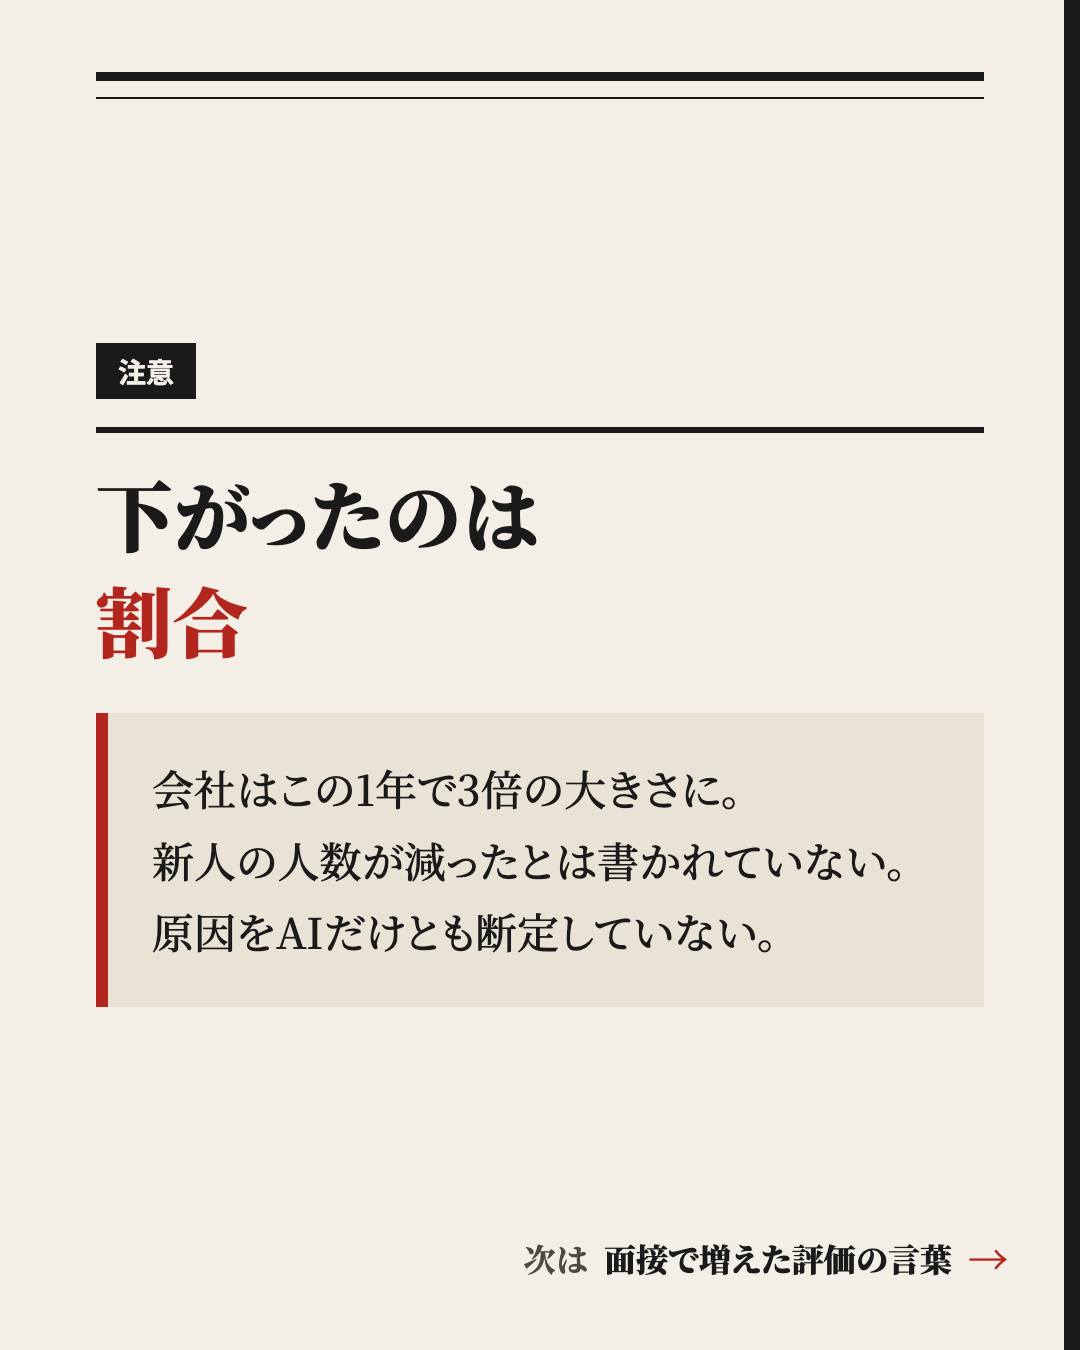 注意
下がったのは
割合
会社はこの1年で3倍の大きさに。
新人の人数が減ったとは書かれていない。
原因をAIだけとも断定していない。
次は 面接で増えた評価の言葉 →